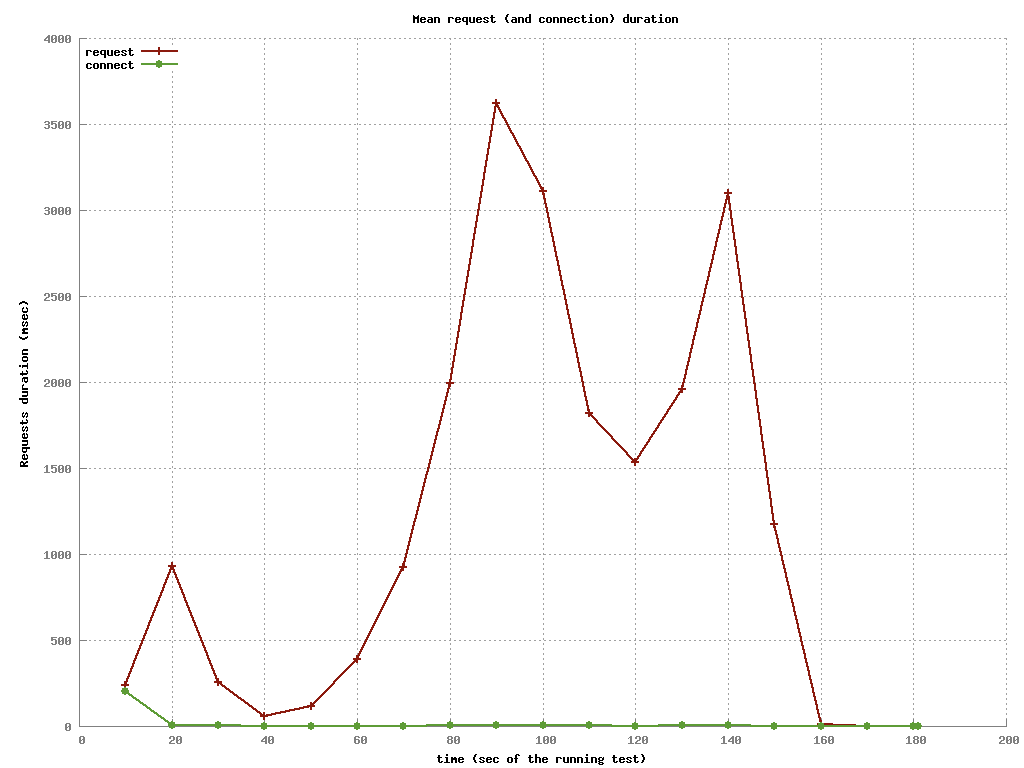 Mean request (and connection) duration
4000
request
connect
3500
3000
2500
2000
1500
1000
500
0
Requests duration (msec)
0 20 40 60 80 100 120 140 160 180 200
time (sec of the running test)